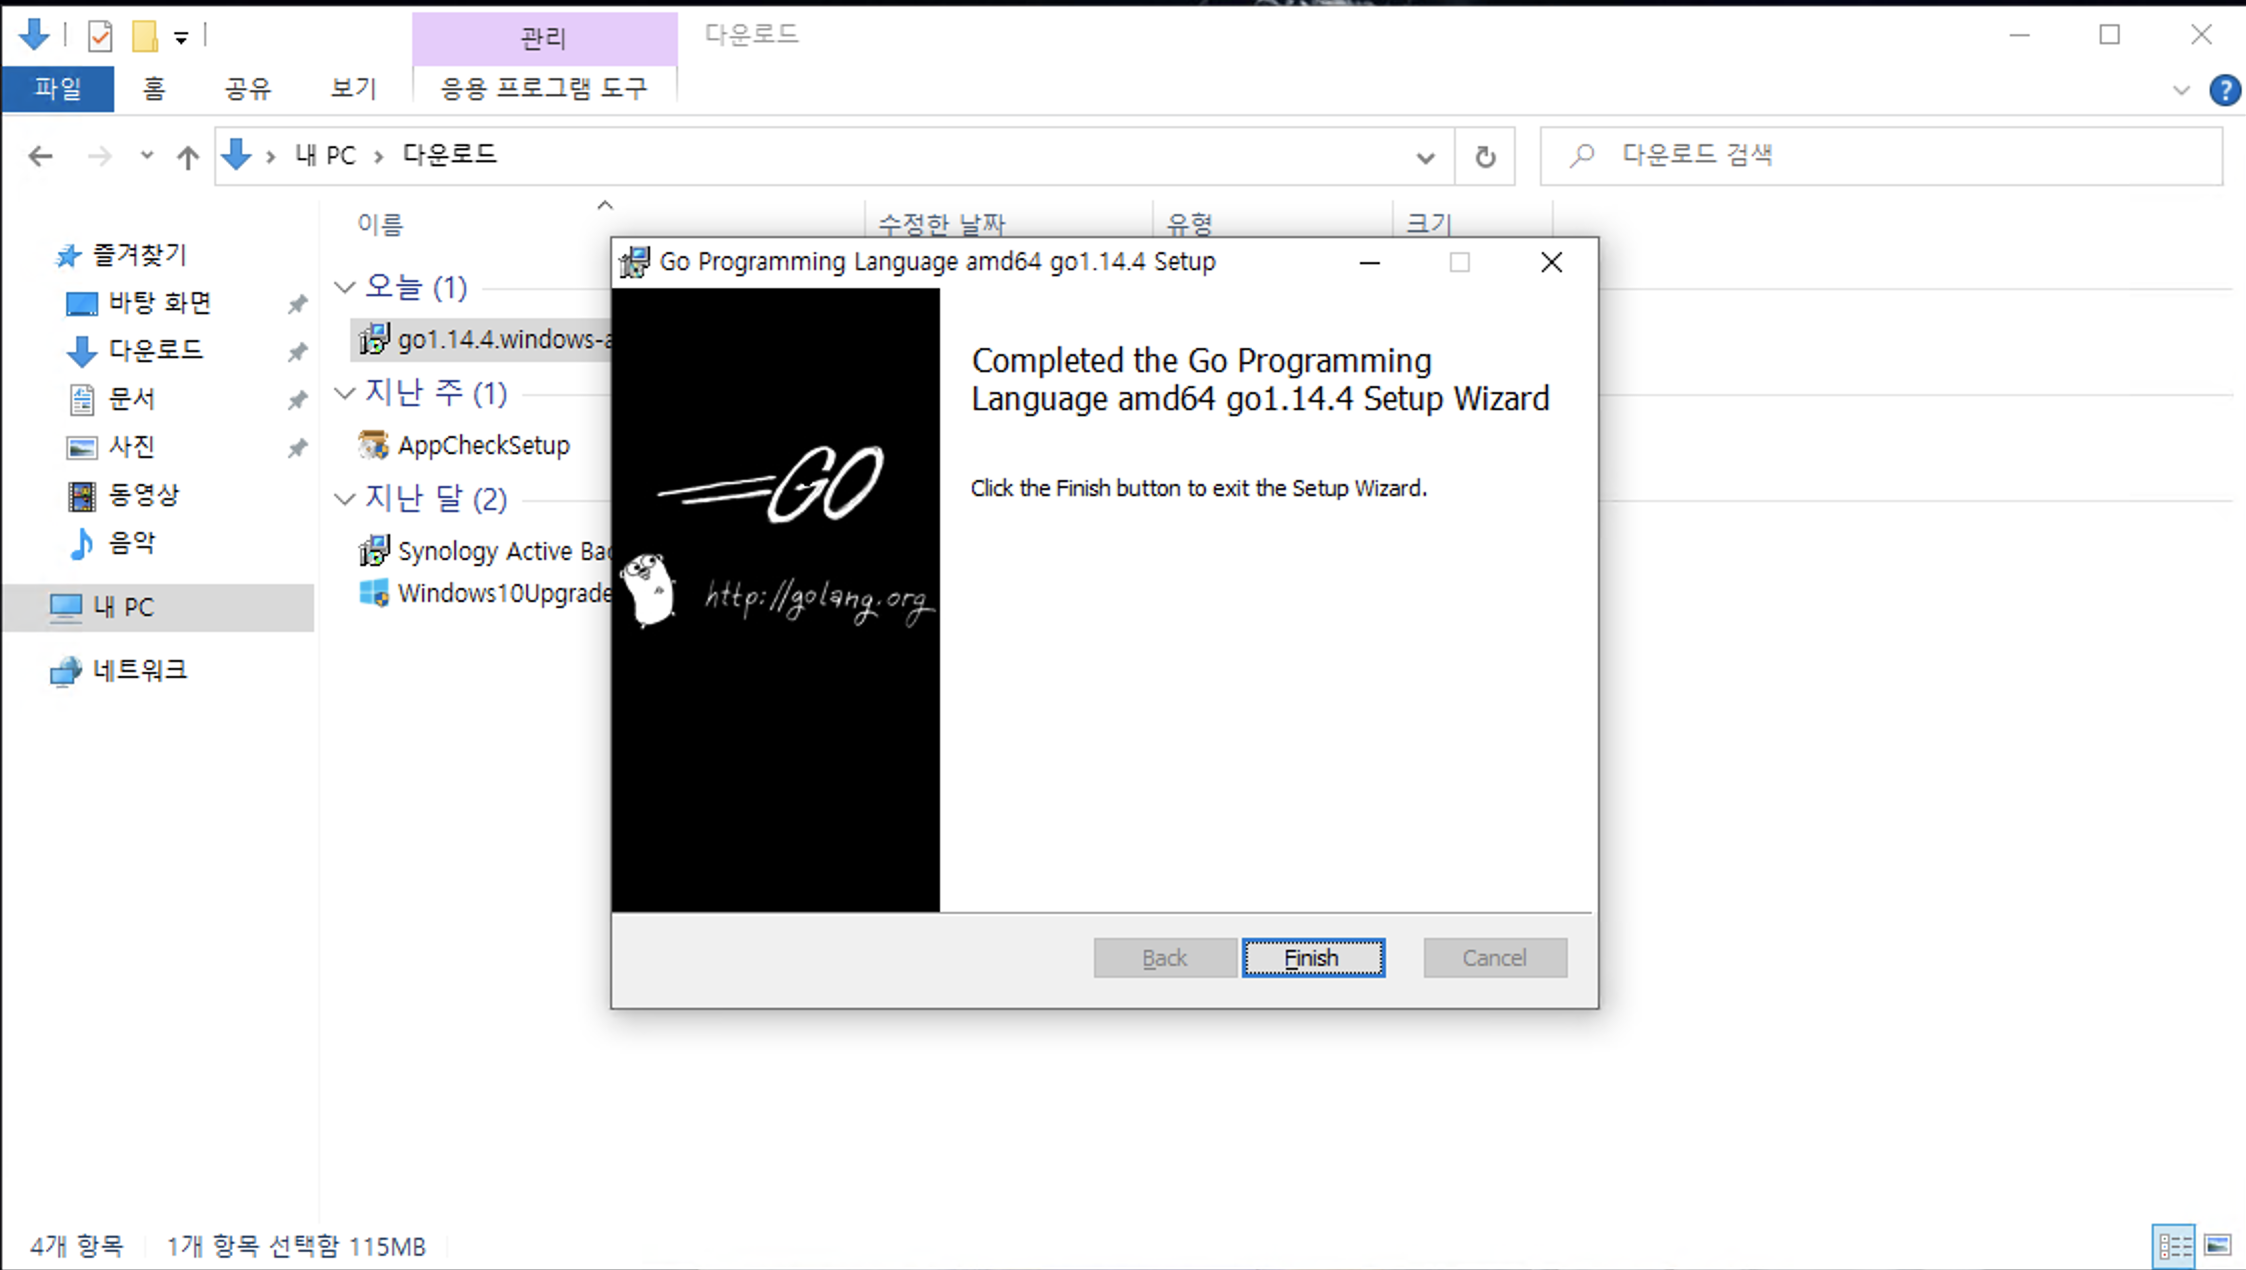 관리
다운로드
파일
홈
공유
보기
응용 프로그램 도구
내 PC
다운로드
다운로드 검색
이름
수정한 날짜
유형
크기
즐겨찾기
바탕 화면
다운로드
문서
사진
동영상
음악
내 PC
네트워크
오늘 (1)
go1.14.4.windows-a
지난 주 (1)
AppCheckSetup
지난 달 (2)
Synology Active Bac
Windows10Upgrade
Go Programming Language amd64 go1.14.4 Setup
GO
http://golang.org
Completed the Go Programming
Language amd64 go1.14.4 Setup Wizard
Click the Finish button to exit the Setup Wizard.
Back
Finish
Cancel
4개 항목
1개 항목 선택함 115MB